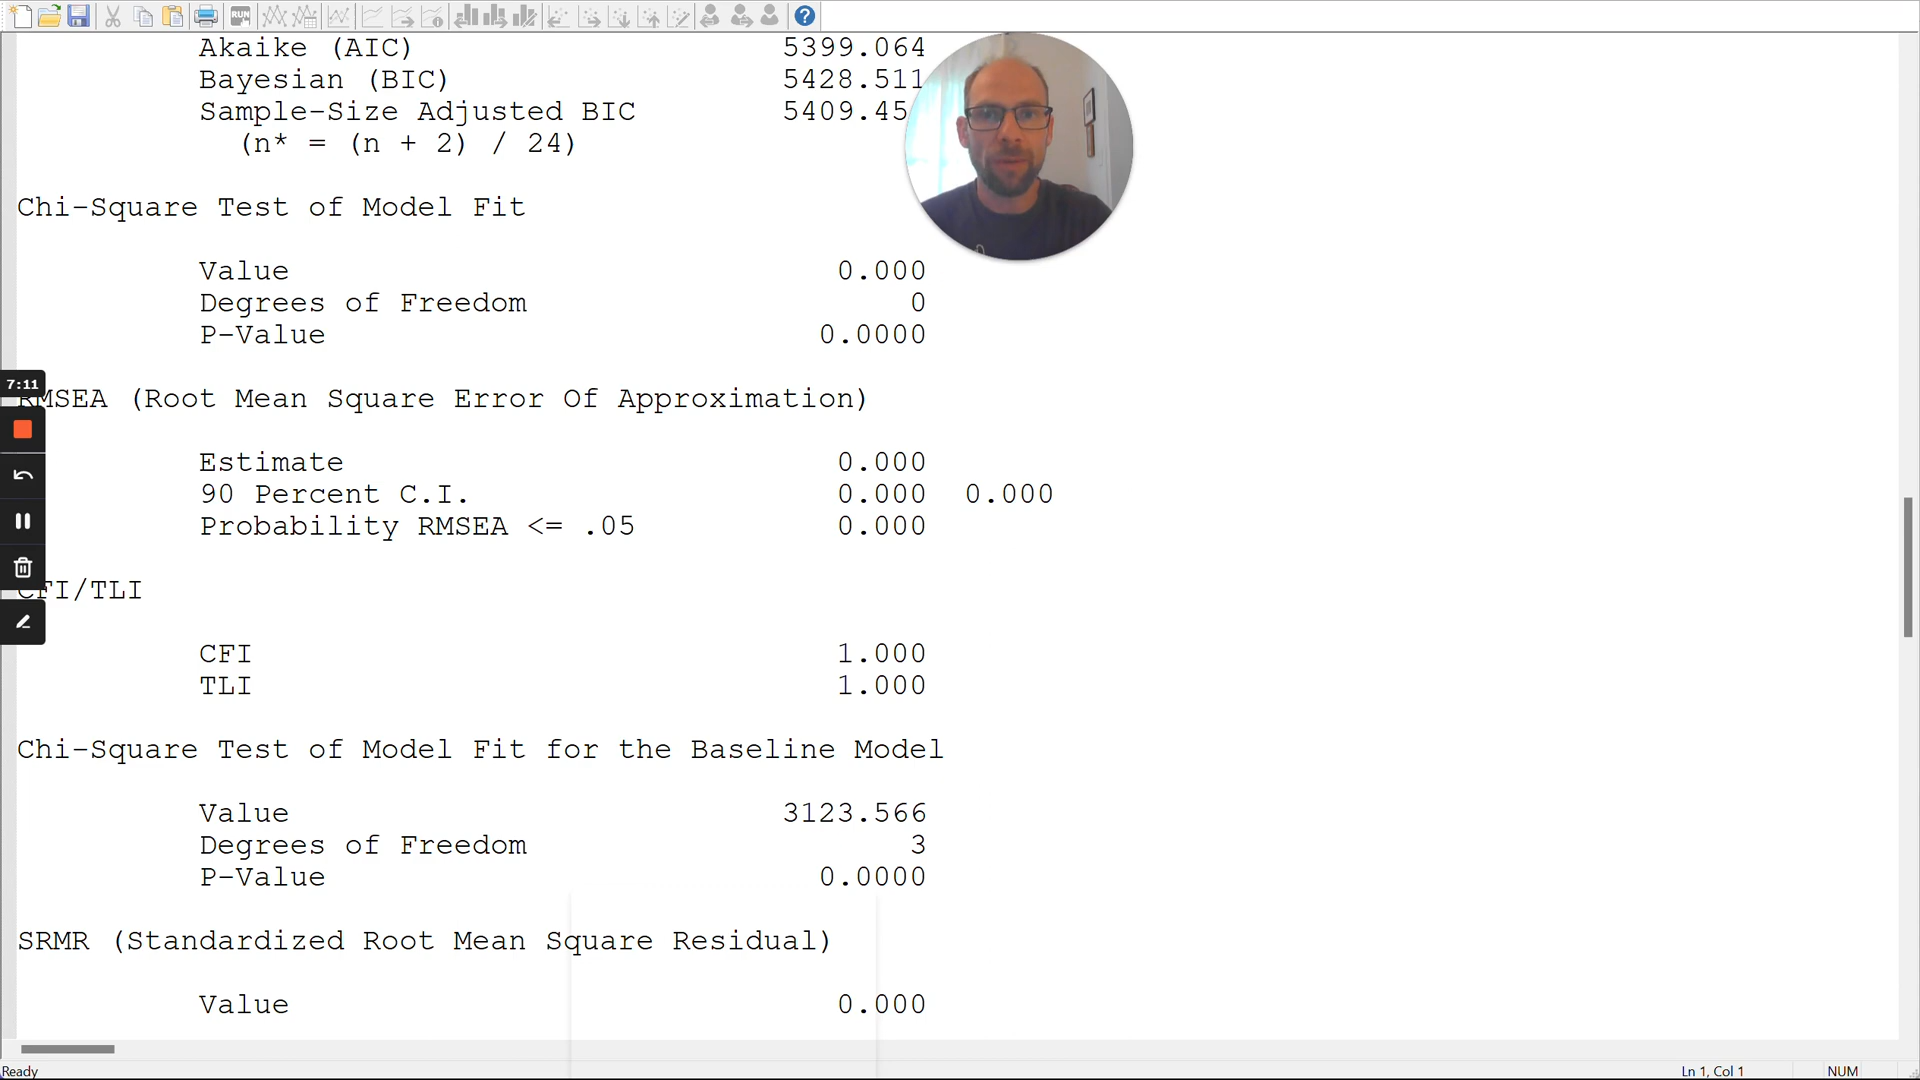 RUN
?
Akaike (AIC) 5399.064
Bayesian (BIC) 5428.511
Sample-Size Adjusted BIC 5409.45
(n* = (n + 2) / 24)
Chi-Square Test of Model Fit
Value 0.000
Degrees of Freedom 0
P-Value 0.0000
7:11
RMSEA (Root Mean Square Error Of Approximation)
Estimate 0.000
90 Percent C.I. 0.000 0.000
Probability RMSEA <= .05 0.000
CFI/TLI
CFI 1.000
TLI 1.000
Chi-Square Test of Model Fit for the Baseline Model
Value 3123.566
Degrees of Freedom 3
P-Value 0.0000
SRMR (Standardized Root Mean Square Residual)
Value 0.000
Ready
Ln 1, Col 1
NUM